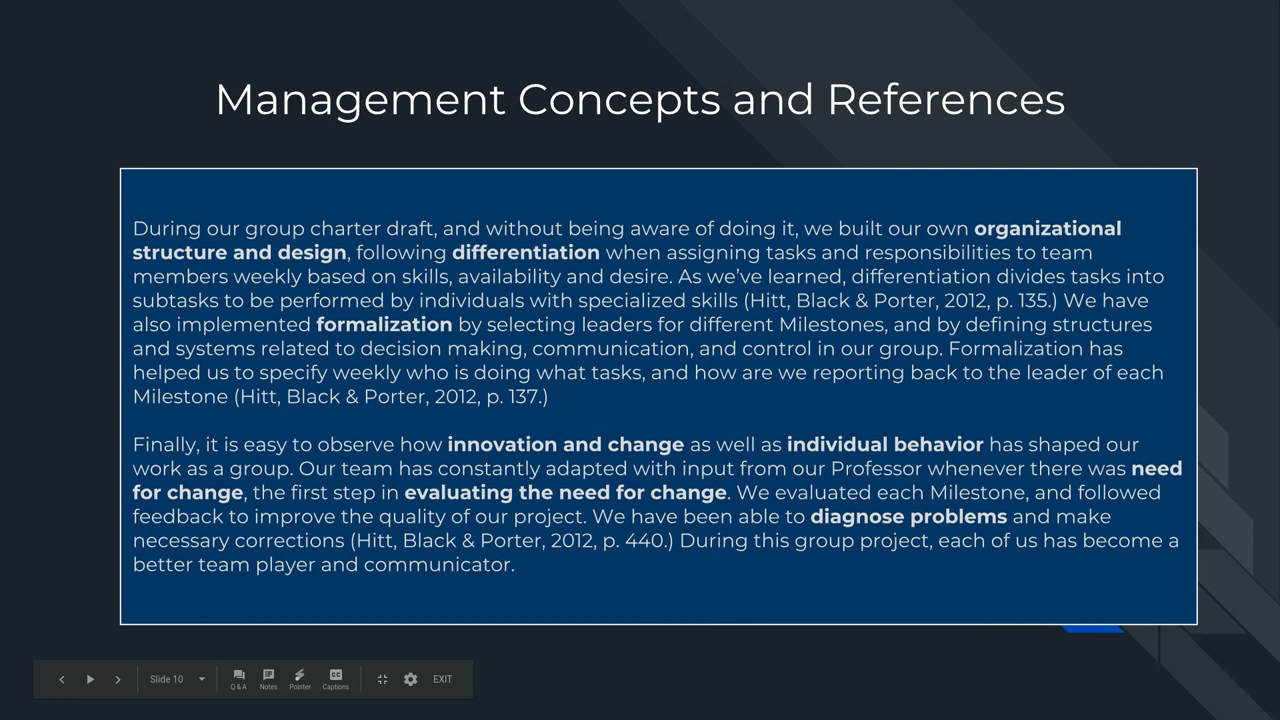 Management Concepts and References
During our group charter draft, and without being aware of doing it, we built our own organizational
structure and design, following differentiation when assigning tasks and responsibilities to team
members weekly based on skills, availability and desire. As we’ve learned, differentiation divides tasks into
subtasks to be performed by individuals with specialized skills (Hitt, Black & Porter, 2012, p. 135.) We have
also implemented formalization by selecting leaders for different Milestones, and by defining structures
and systems related to decision making, communication, and control in our group. Formalization has
helped us to specify weekly who is doing what tasks, and how are we reporting back to the leader of each
Milestone (Hitt, Black & Porter, 2012, p. 137.)
Finally, it is easy to observe how innovation and change as well as individual behavior has shaped our
work as a group. Our team has constantly adapted with input from our Professor whenever there was need
for change, the first step in evaluating the need for change. We evaluated each Milestone, and followed
feedback to improve the quality of our project. We have been able to diagnose problems and make
necessary corrections (Hitt, Black & Porter, 2012, p. 440.) During this group project, each of us has become a
better team player and communicator.
Slide 10
Q & A
Notes
Pointer
CC
Captions
EXIT